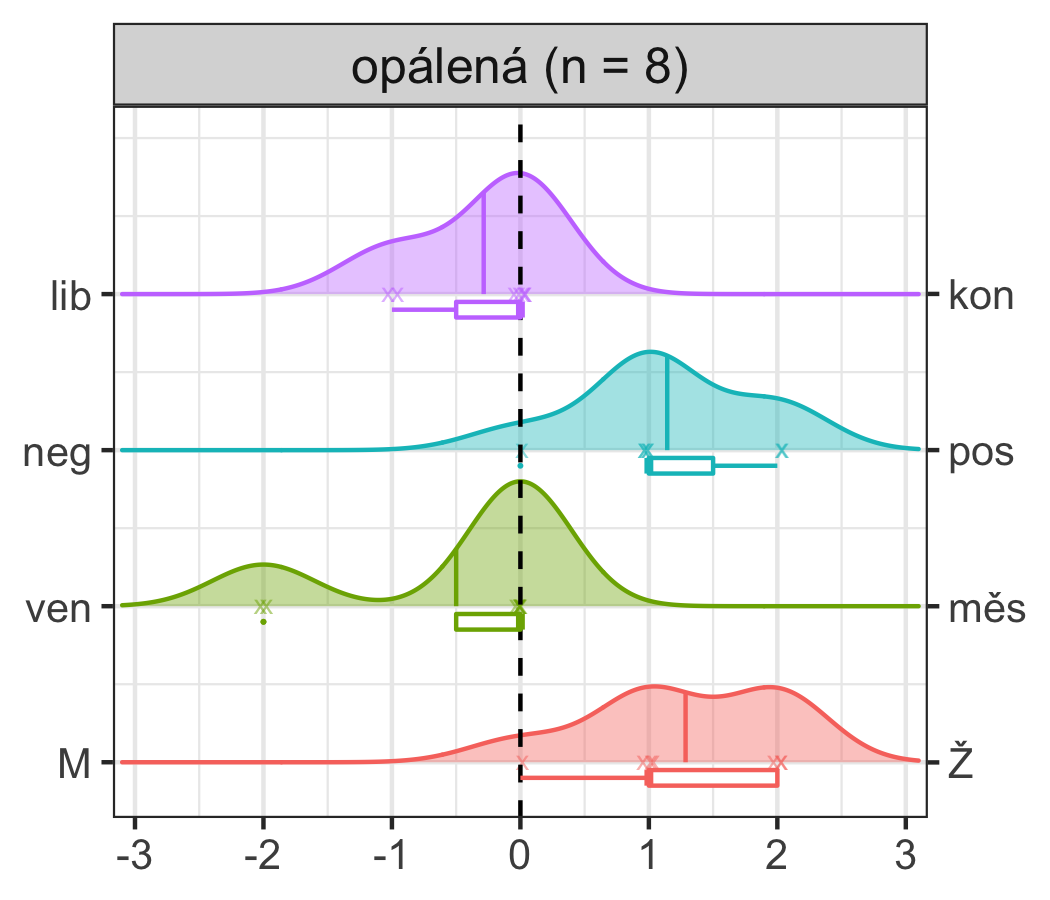 opálená (n = 8)
lib kon
neg pos
ven měs
M Ž
-3 -2 -1 0 1 2 3